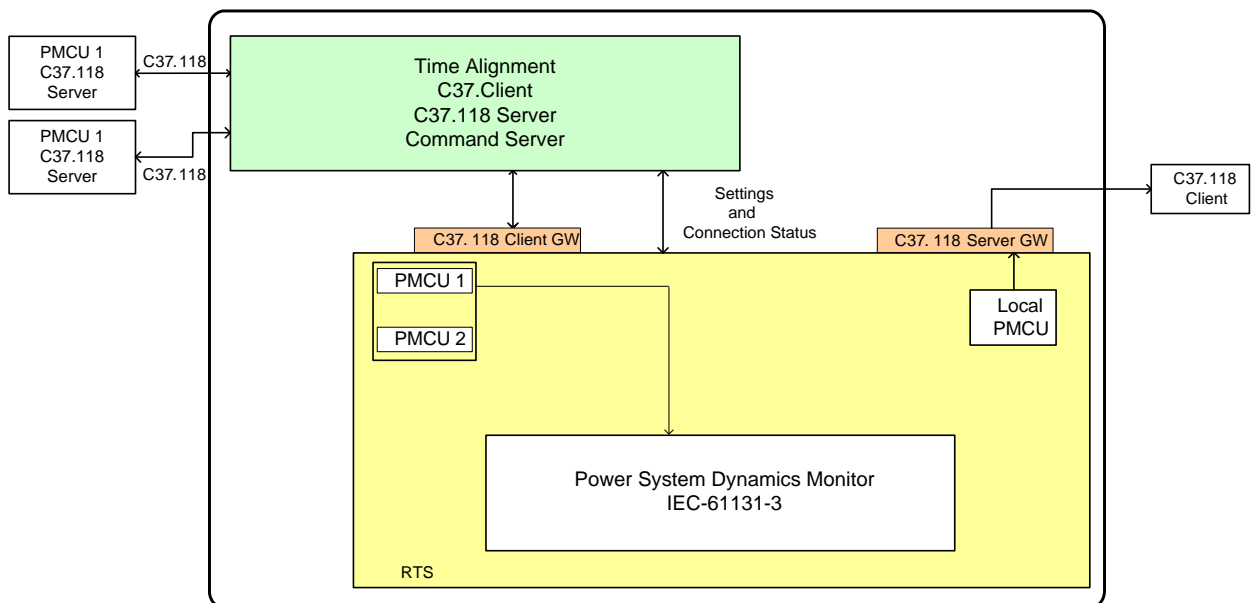 PMCU 1
C37.118
Server
C37.118
PMCU 1
C37.118
Server
C37.118
Time Alignment
C37.Client
C37.118 Server
Command Server
Settings
and
Connection Status
C37.118
Client
C37. 118 Client GW
C37. 118 Server GW
PMCU 1
PMCU 2
Local
PMCU
Power System Dynamics Monitor
IEC-61131-3
RTS